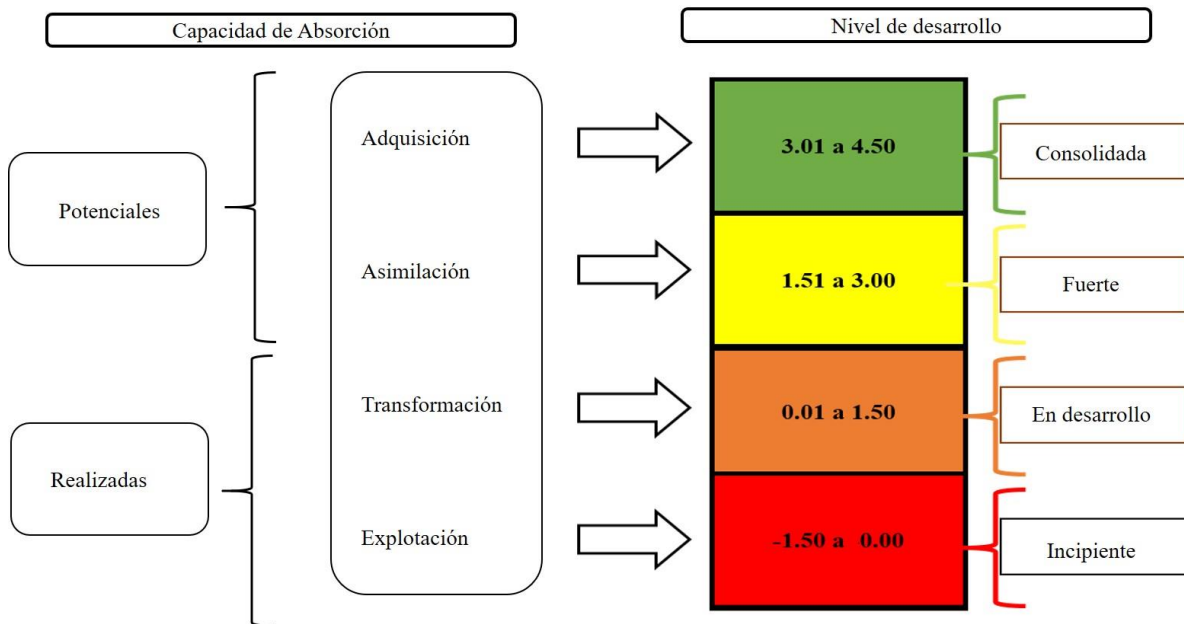 Capacidad de Absorción
Nivel de desarrollo
Potenciales
Realizadas
Adquisición
Asimilación
Transformación
Explotación
3.01 a 4.50
Consolidada
1.51 a 3.00
Fuerte
0.01 a 1.50
En desarrollo
-1.50 a 0.00
Incipiente